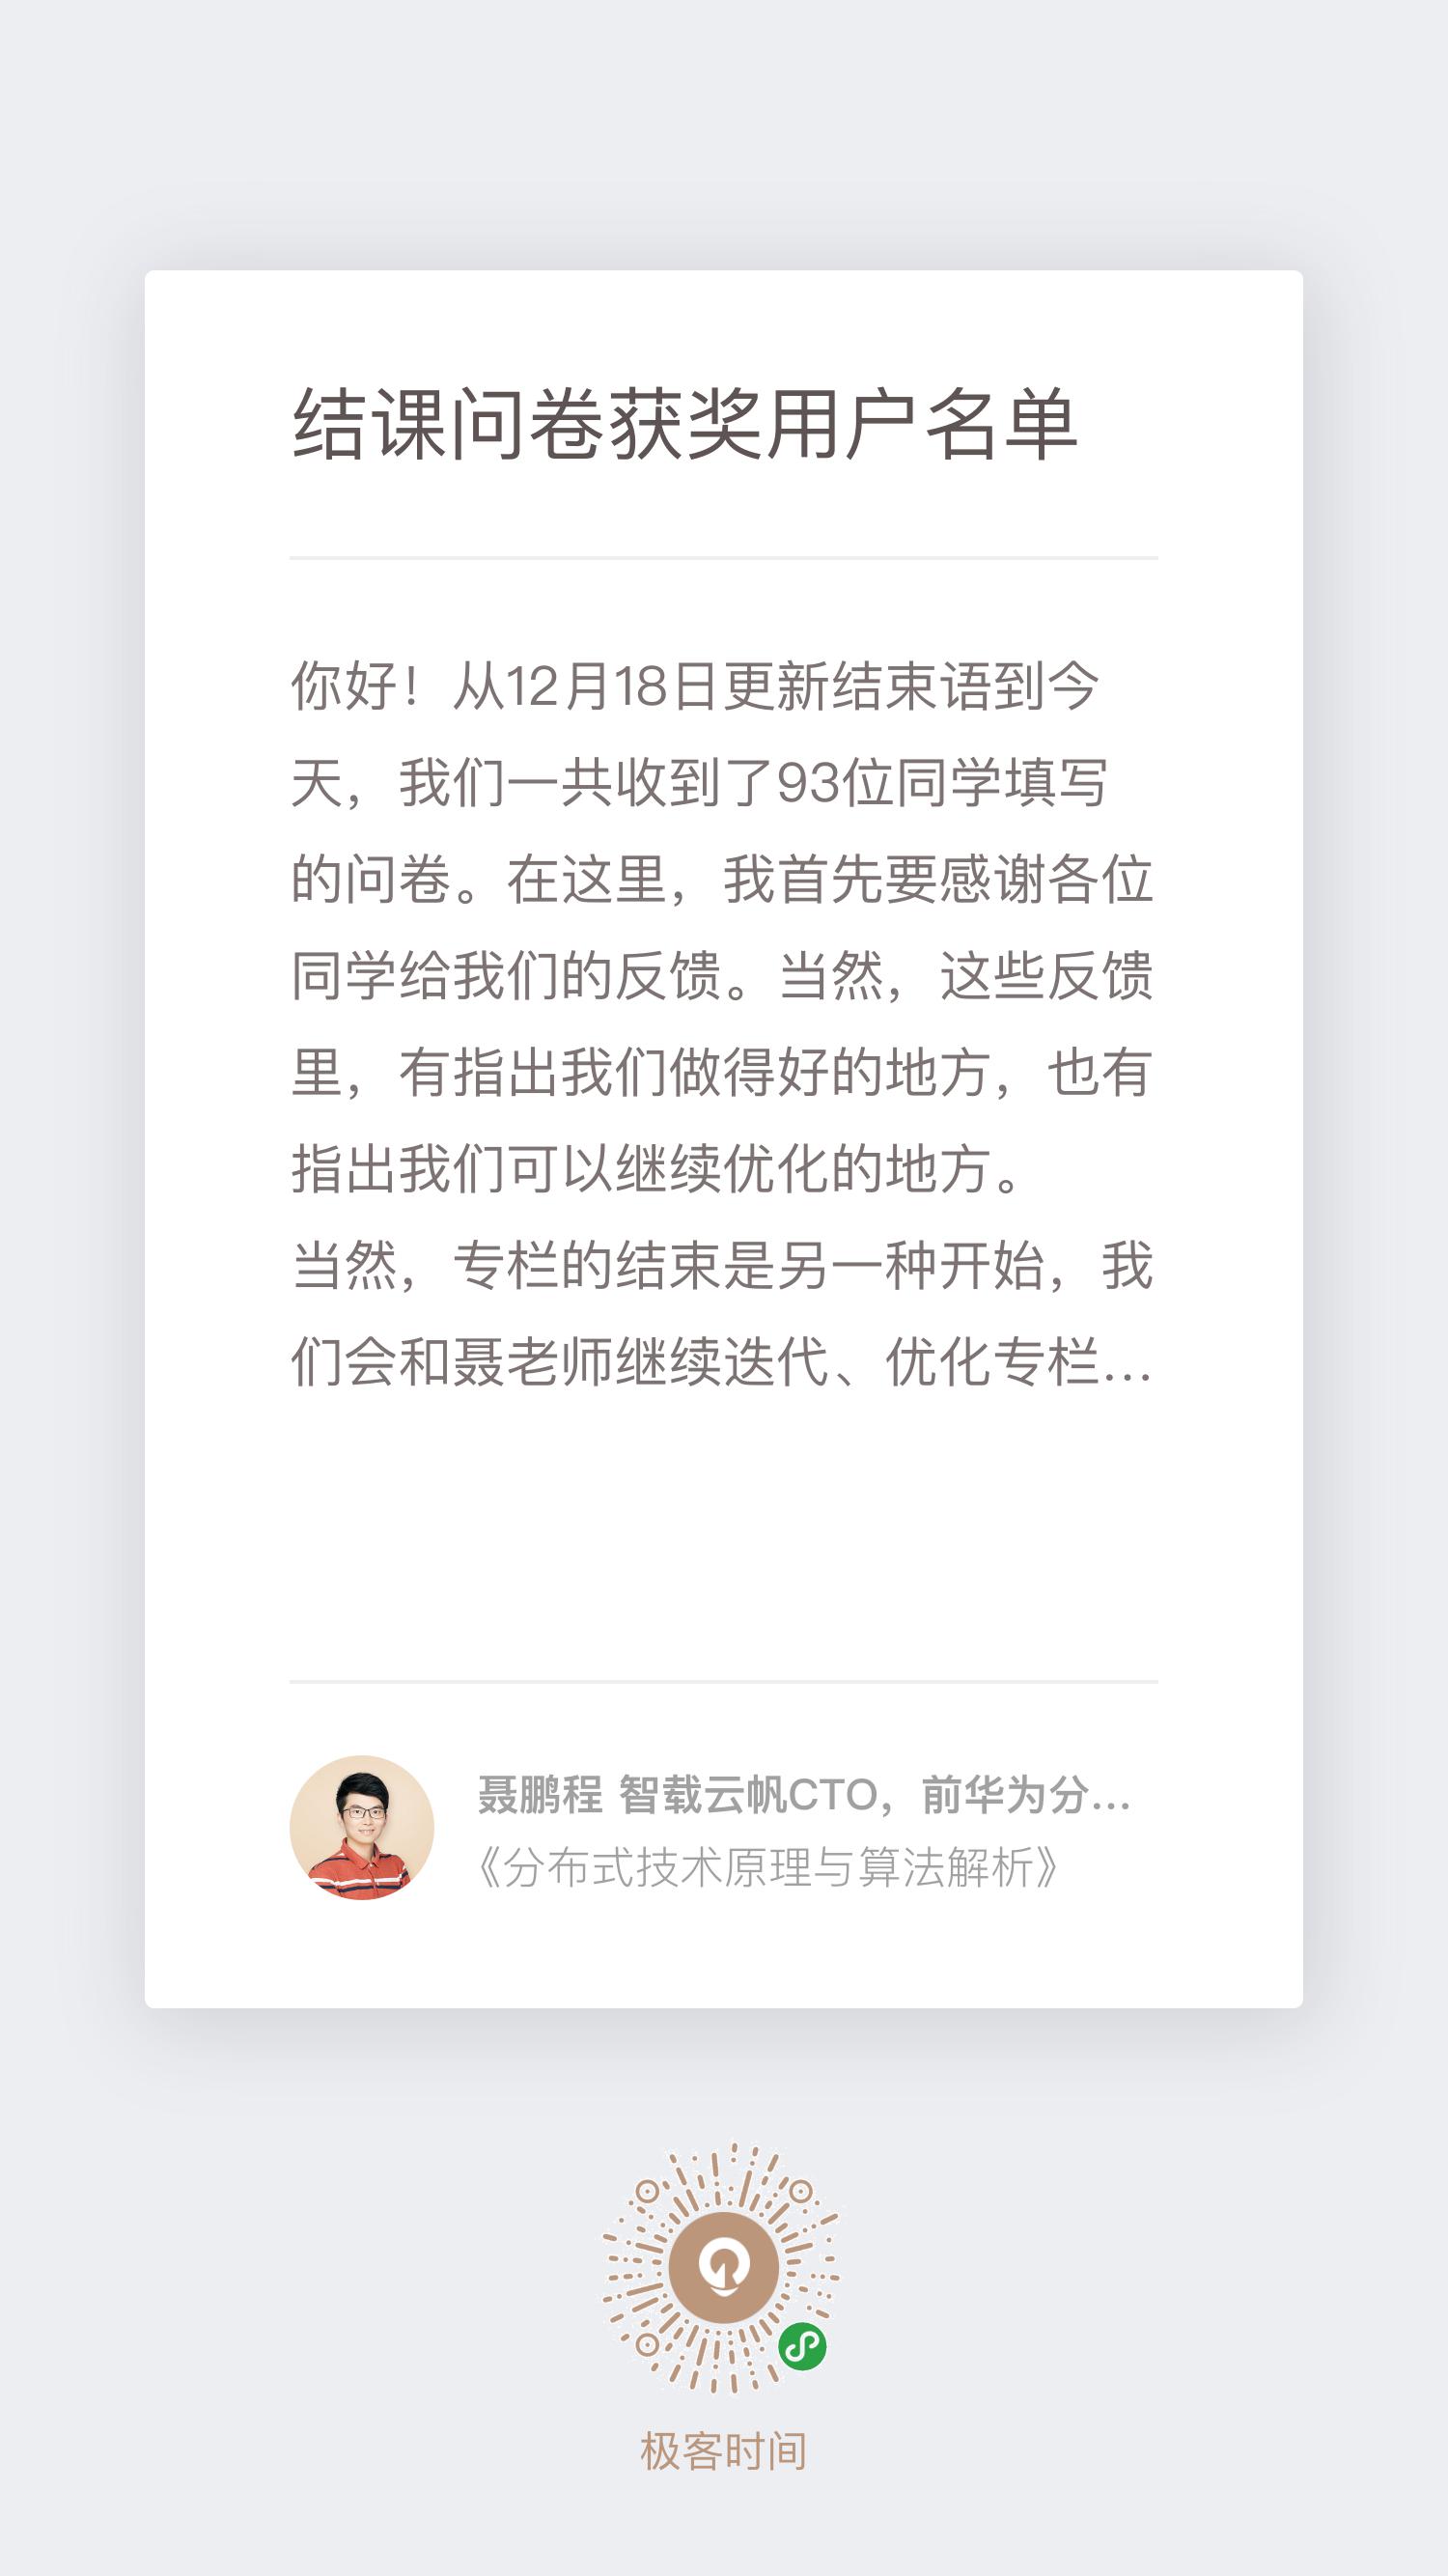 结课问卷获奖用户名单
你好！从12月18日更新结束语到今
天，我们一共收到了93位同学填写
的问卷。在这里，我首先要感谢各位
同学给我们的反馈。当然，这些反馈
里，有指出我们做得好的地方，也有
指出我们可以继续优化的地方。
当然，专栏的结束是另一种开始，我
们会和聂老师继续迭代、优化专栏...
聂鹏程 智载云帆CTO，前华为分...
《分布式技术原理与算法解析》
极客时间